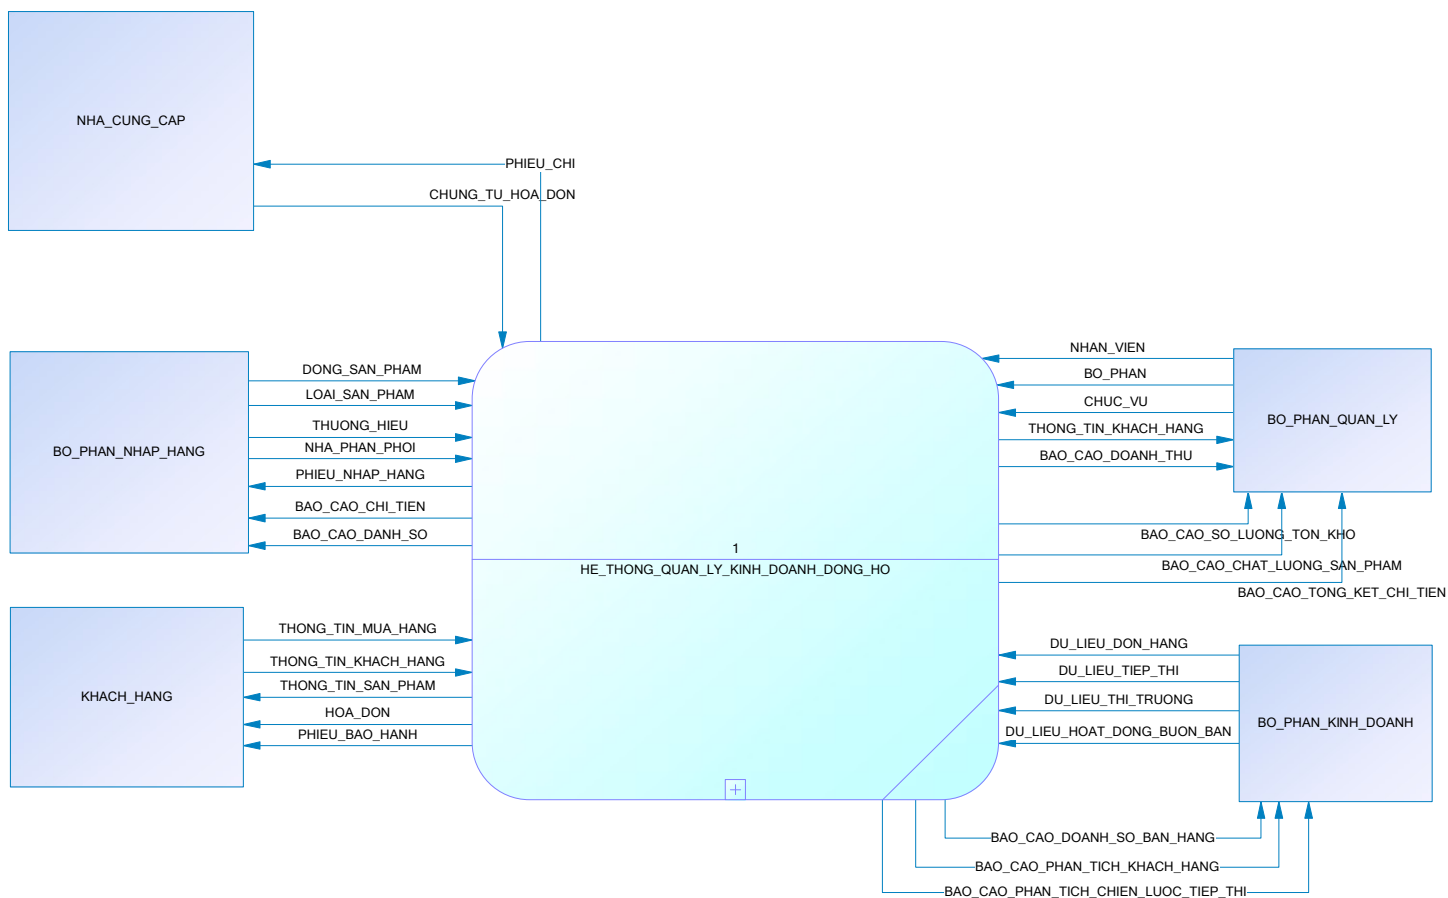 NHA_CUNG_CAP
PHIEU_CHI
CHUNG_TU_HOA_DON
BO_PHAN_NHAP_HANG
DONG_SAN_PHAM
LOAI_SAN_PHAM
THUONG_HIEU
NHA_PHAN_PHOI
PHIEU_NHAP_HANG
BAO_CAO_CHI_TIEN
BAO_CAO_DANH_SO
1
HE_THONG_QUAN_LY_KINH_DOANH_DONG_HO
NHAN_VIEN
BO_PHAN
CHUC_VU
THONG_TIN_KHACH_HANG
BAO_CAO_DOANH_THU
BO_PHAN_QUAN_LY
BAO_CAO_SO_LUONG_TON_KHO
BAO_CAO_CHAT_LUONG_SAN_PHAM
BAO_CAO_TONG_KET_CHI_TIEN
KHACH_HANG
THONG_TIN_MUA_HANG
THONG_TIN_KHACH_HANG
THONG_TIN_SAN_PHAM
HOA_DON
PHIEU_BAO_HANH
DU_LIEU_DON_HANG
DU_LIEU_TIEP_THI
DU_LIEU_THI_TRUONG
DU_LIEU_HOAT_DONG_BUON_BAN
BO_PHAN_KINH_DOANH
BAO_CAO_DOANH_SO_BAN_HANG
BAO_CAO_PHAN_TICH_KHACH_HANG
BAO_CAO_PHAN_TICH_CHIEN_LUOC_TIEP_THI